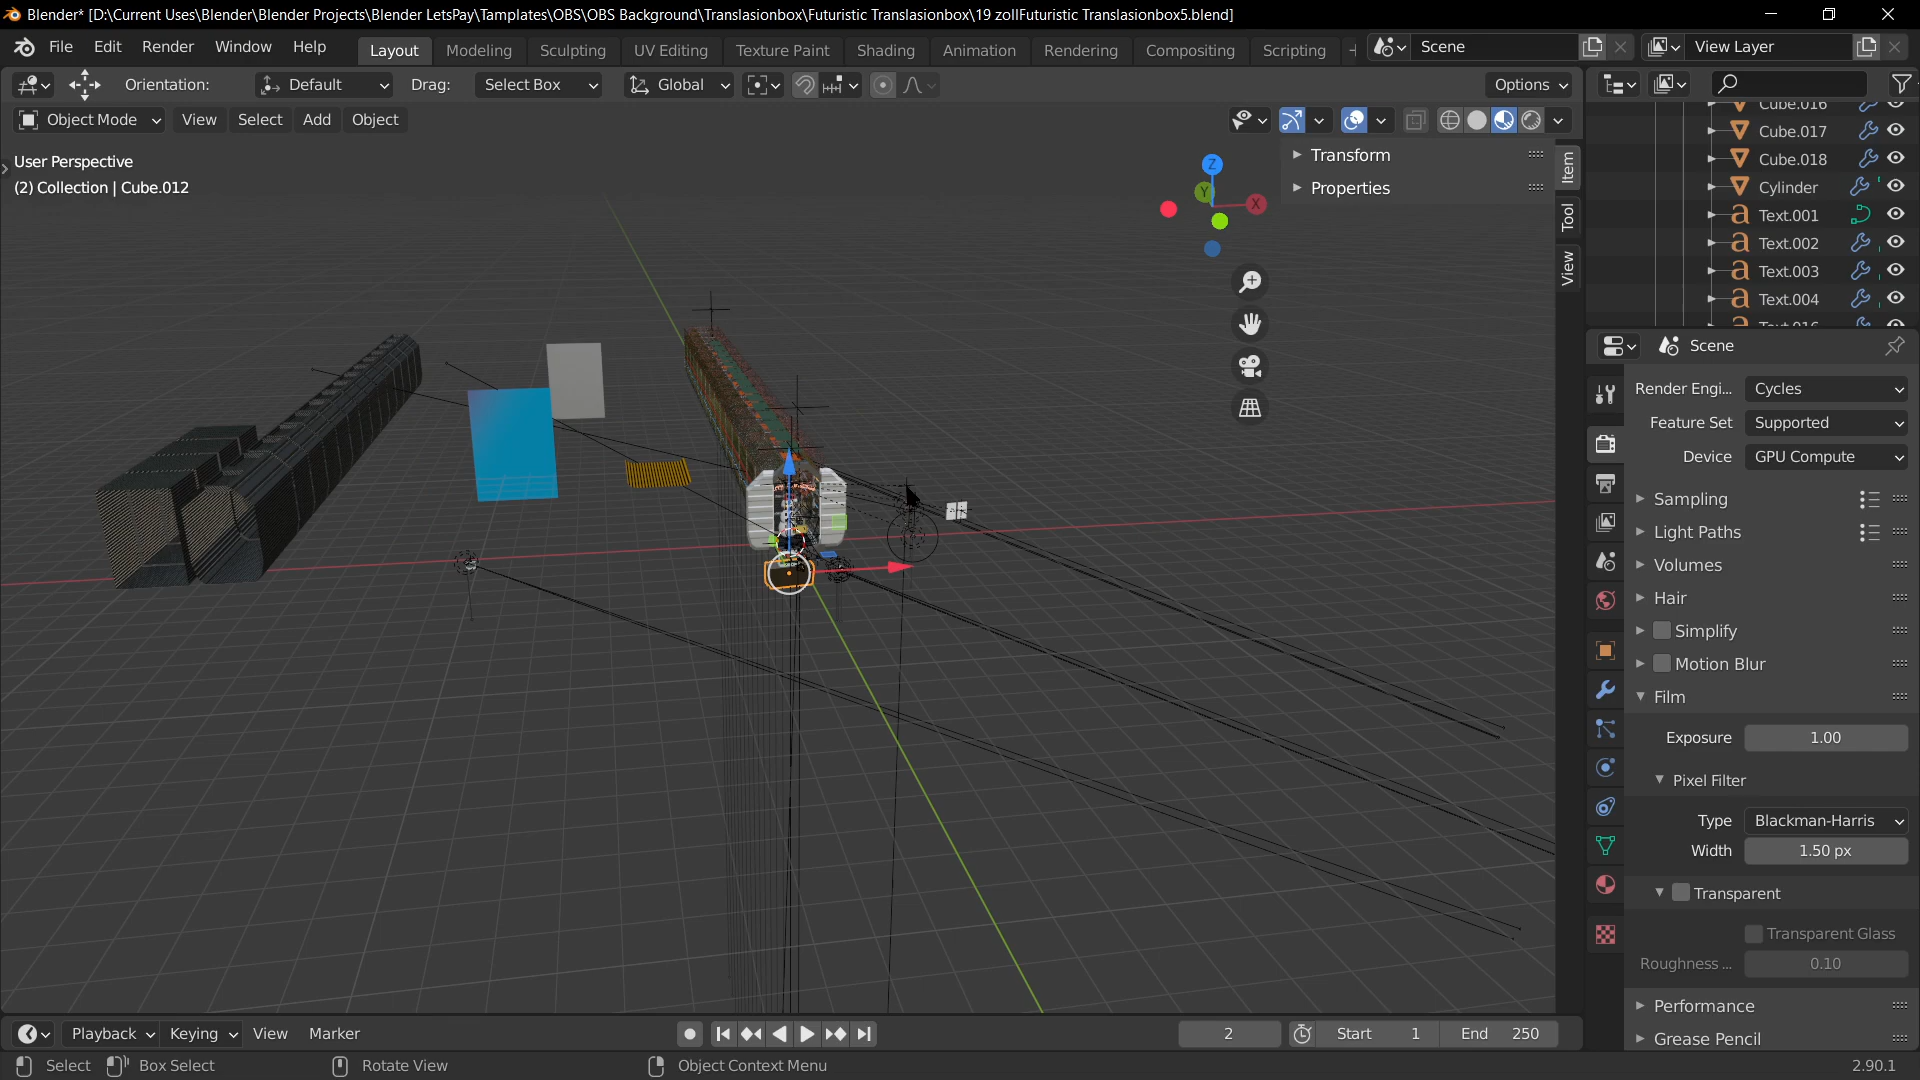 Blender* [D:\Current Uses\Blender\Blender Projects\Blender LetsPay\Tamplates\OBS\OBS Background\Translasionbox\Futuristic Translasionbox\19 zollFuturistic Translasionbox5.blend]
File Edit Render Window Help Layout Modeling Sculpting UV Editing Texture Paint Shading Animation Rendering Compositing Scripting Scene View Layer
Orientation: Default Drag: Select Box Global Options
Object Mode View Select Add Object
User Perspective
(2) Collection | Cube.012
Z
Y
X
Transform
Properties
Item
Tool
View
Cube.016
Cube.017
Cube.018
Cylinder
Text.001
Text.002
Text.003
Text.004
Text.016
Scene
Render Engi... Cycles
Feature Set Supported
Device GPU Compute
Sampling
Light Paths
Volumes
Hair
Simplify
Motion Blur
Film
Exposure 1.00
Pixel Filter
Type Blackman-Harris
Width 1.50 px
Transparent
Transparent Glass
Roughness ... 0.10
Performance
Grease Pencil
Playback Keying View Marker 2 Start 1 End 250
Select Box Select Rotate View Object Context Menu 2.90.1